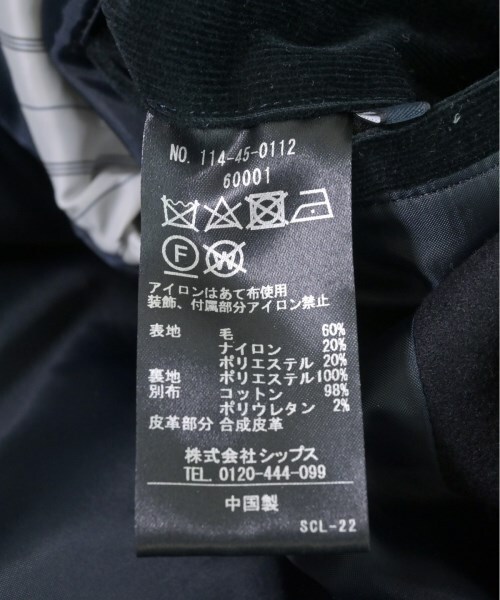 NO. 114-45-0112
60001
F W
アイロンはあて布使用
装飾、付属部分アイロン禁止
表地 毛 60%
ナイロン 20%
ポリエステル 20%
裏地 ポリエステル100%
別布 コットン 98%
ポリウレタン 2%
皮革部分 合成皮革
株式会社シップス
TEL. 0120-444-099
中国製
SCL-22